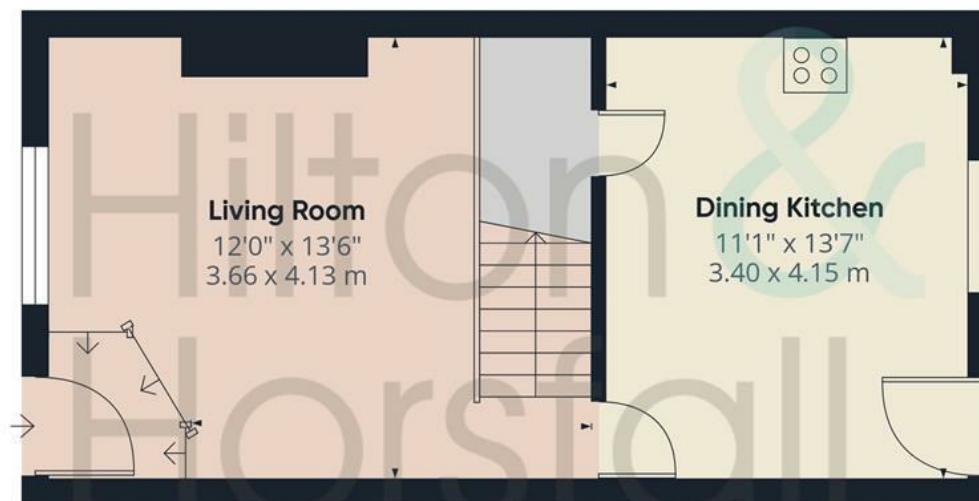 Living Room
12'0" x 13'6"
3.66 x 4.13 m
Dining Kitchen
11'1" x 13'7"
3.40 x 4.15 m
Hilton &
Horsfall